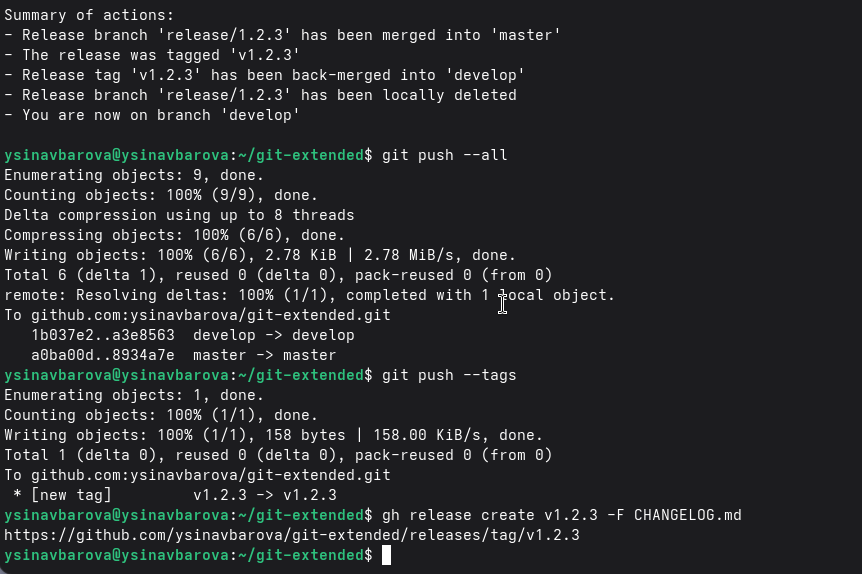 Summary of actions:
- Release branch 'release/1.2.3' has been merged into 'master'
- The release was tagged 'v1.2.3'
- Release tag 'v1.2.3' has been back-merged into 'develop'
- Release branch 'release/1.2.3' has been locally deleted
- You are now on branch 'develop'

ysinavbarova@ysinavbarova:~/git-extended$ git push --all
Enumerating objects: 9, done.
Counting objects: 100% (9/9), done.
Delta compression using up to 8 threads
Compressing objects: 100% (6/6), done.
Writing objects: 100% (6/6), 2.78 KiB | 2.78 MiB/s, done.
Total 6 (delta 1), reused 0 (delta 0), pack-reused 0 (from 0)
remote: Resolving deltas: 100% (1/1), completed with 1 local object.
To github.com:ysinavbarova/git-extended.git
   1b037e2..a3e8563  develop -> develop
   a0ba00d..8934a7e  master -> master
ysinavbarova@ysinavbarova:~/git-extended$ git push --tags
Enumerating objects: 1, done.
Counting objects: 100% (1/1), done.
Writing objects: 100% (1/1), 158 bytes | 158.00 KiB/s, done.
Total 1 (delta 0), reused 0 (delta 0), pack-reused 0 (from 0)
To github.com:ysinavbarova/git-extended.git
 * [new tag]         v1.2.3 -> v1.2.3
ysinavbarova@ysinavbarova:~/git-extended$ gh release create v1.2.3 -F CHANGELOG.md
https://github.com/ysinavbarova/git-extended/releases/tag/v1.2.3
ysinavbarova@ysinavbarova:~/git-extended$